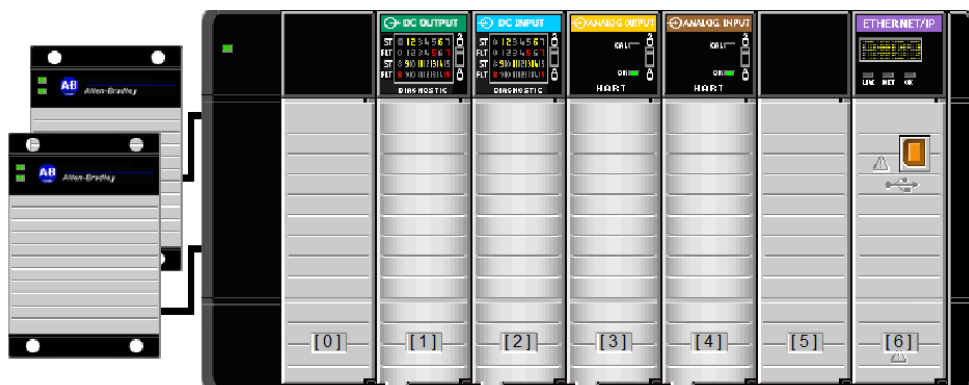 DC OUTPUT
DC INPUT
ANALOG OUTPUT
ANALOG INPUT
ETHERNET/IP
ST 0 1 2 3 4 5 6 7
FLT 0 1 2 3 4 5 6 7
ST 8 9 10 11 12 13 14 15
FLT 8 9 10 11 12 13 14 15
DIAGNOSTIC
ST 0 1 2 3 4 5 6 7
FLT 0 1 2 3 4 5 6 7
ST 8 9 10 11 12 13 14 15
FLT 8 9 10 11 12 13 14 15
DIAGNOSTIC
CAL
OK
HART
CAL
OK
HART
LINK NET OK
AB Allen-Bradley
AB Allen-Bradley
[0]
[1]
[2]
[3]
[4]
[5]
[6]